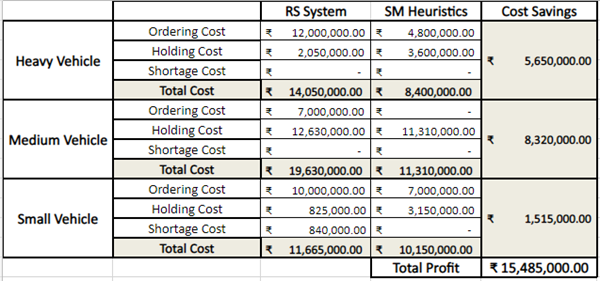 RS System SM Heuristics Cost Savings
Heavy Vehicle
Ordering Cost ₹ 12,000,000.00 ₹ 4,800,000.00
Holding Cost ₹ 2,050,000.00 ₹ 3,600,000.00
Shortage Cost ₹ - ₹ -
Total Cost ₹ 14,050,000.00 ₹ 8,400,000.00
₹ 5,650,000.00
Medium Vehicle
Ordering Cost ₹ 7,000,000.00 ₹ -
Holding Cost ₹ 12,630,000.00 ₹ 11,310,000.00
Shortage Cost ₹ - ₹ -
Total Cost ₹ 19,630,000.00 ₹ 11,310,000.00
₹ 8,320,000.00
Small Vehicle
Ordering Cost ₹ 10,000,000.00 ₹ 7,000,000.00
Holding Cost ₹ 825,000.00 ₹ 3,150,000.00
Shortage Cost ₹ 840,000.00 ₹ -
Total Cost ₹ 11,665,000.00 ₹ 10,150,000.00
₹ 1,515,000.00
Total Profit ₹ 15,485,000.00